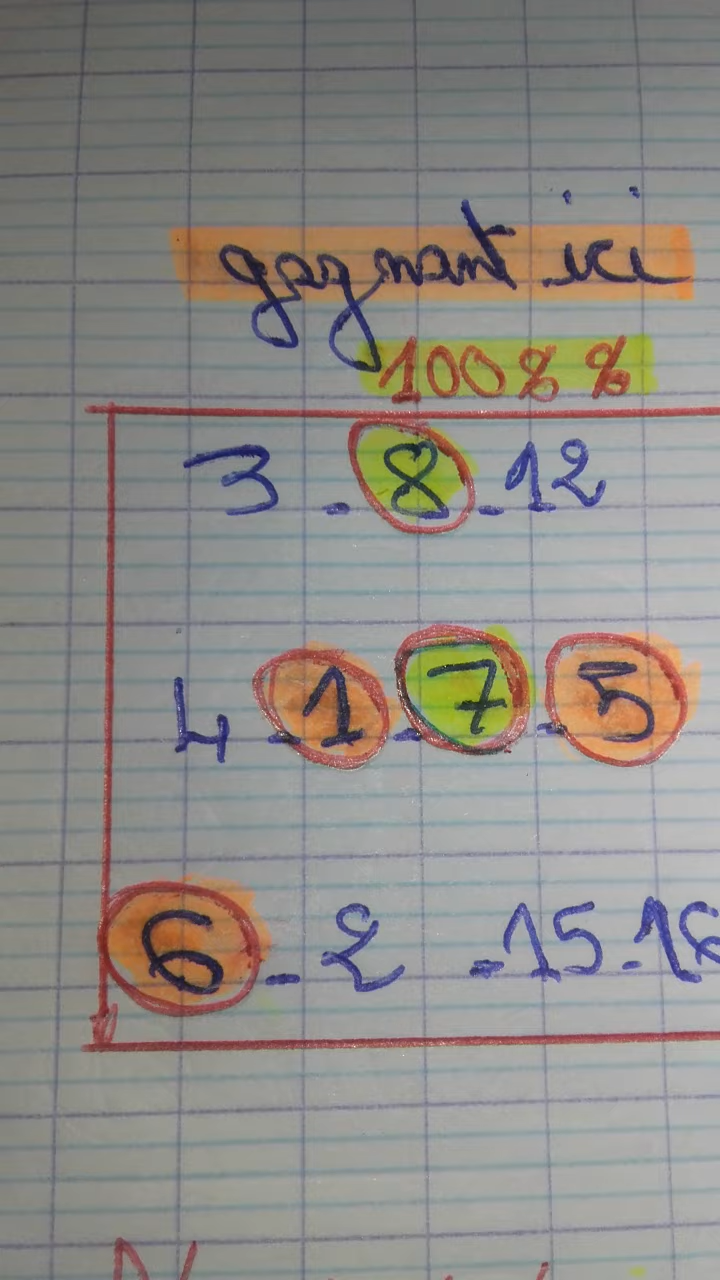 gagnant ici
100%%
3 - 8 - 12
4 - 1 - 7 - 5
6 - 2 - 15 - 16